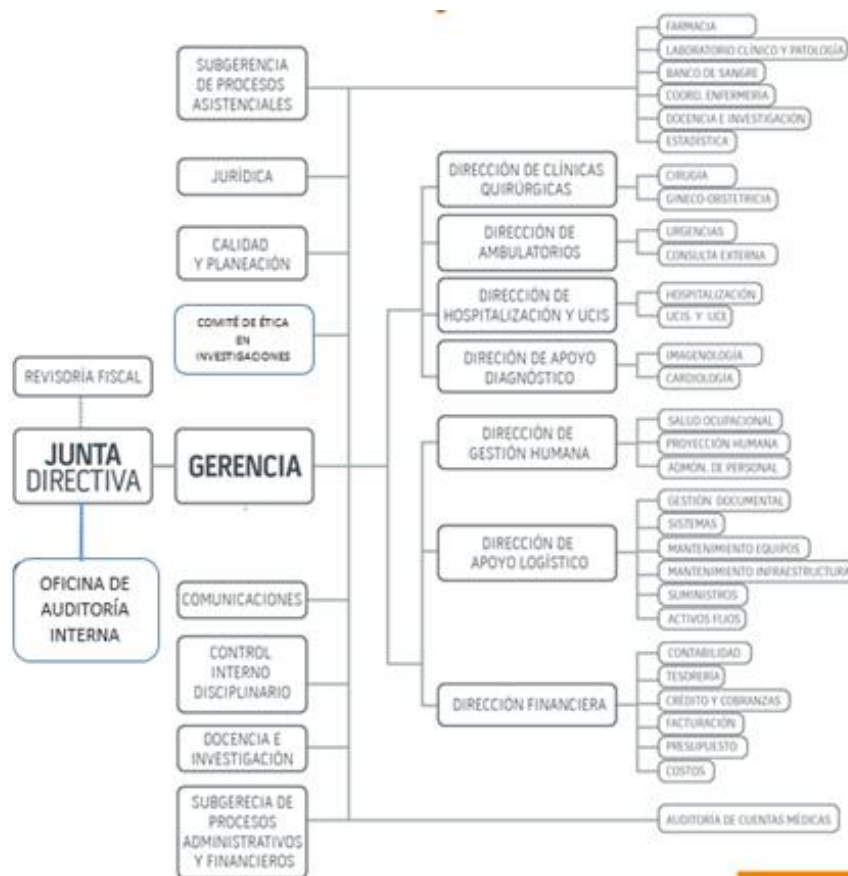 SUBGERENCIA
DE PROCESOS
ASISTENCIALES
JURÍDICA
CALIDAD
Y PLANEACIÓN
COMITÉ DE ÉTICA
EN
INVESTIGACIONES
REVISORÍA FISCAL
JUNTA
DIRECTIVA
GERENCIA
OFICINA DE
AUDITORÍA
INTERNA
COMUNICACIONES
CONTROL
INTERNO
DISCIPLINARIO
DOCENCIA E
INVESTIGACIÓN
SUBGERECIA DE
PROCESOS
ADMINISTRATIVOS
Y FINANCIEROS
DIRECCIÓN DE CLÍNICAS
QUIRÚRGICAS
DIRECCIÓN DE
AMBULATORIOS
DIRECCIÓN DE
HOSPITALIZACIÓN Y UCIS
DIRECIÓN DE APOYO
DIAGNÓSTICO
DIRECCIÓN DE
GESTIÓN HUMANA
DIRECCIÓN DE
APOYO LOGÍSTICO
DIRECCIÓN FINANCIERA
FARMACIA
LABORATORIO CLÍNICO Y PATOLOGÍA
BANCO DE SANGRE
COORD. ENFERMERÍA
DOCENCIA E INVESTIGACIÓN
ESTADÍSTICA
CIRUGÍA
GINECO-OBSTETRICIA
URGENCIAS
CONSULTA EXTERNA
HOSPITALIZACIÓN
UCIS Y UCE
IMAGENOLOGÍA
CARDIOLOGÍA
SALUD OCUPACIONAL
PROYECCIÓN HUMANA
ADMÓN. DE PERSONAL
GESTIÓN DOCUMENTAL
SISTEMAS
MANTENIMIENTO EQUIPOS
MANTENIMIENTO INFRAESTRUCTURA
SUMINISTROS
ACTIVOS FIJOS
CONTABILIDAD
TESORERÍA
CRÉDITO Y COBRANZAS
FACTURACIÓN
PRESUPUESTO
COSTOS
AUDITORÍA DE CUENTAS MÉDICAS